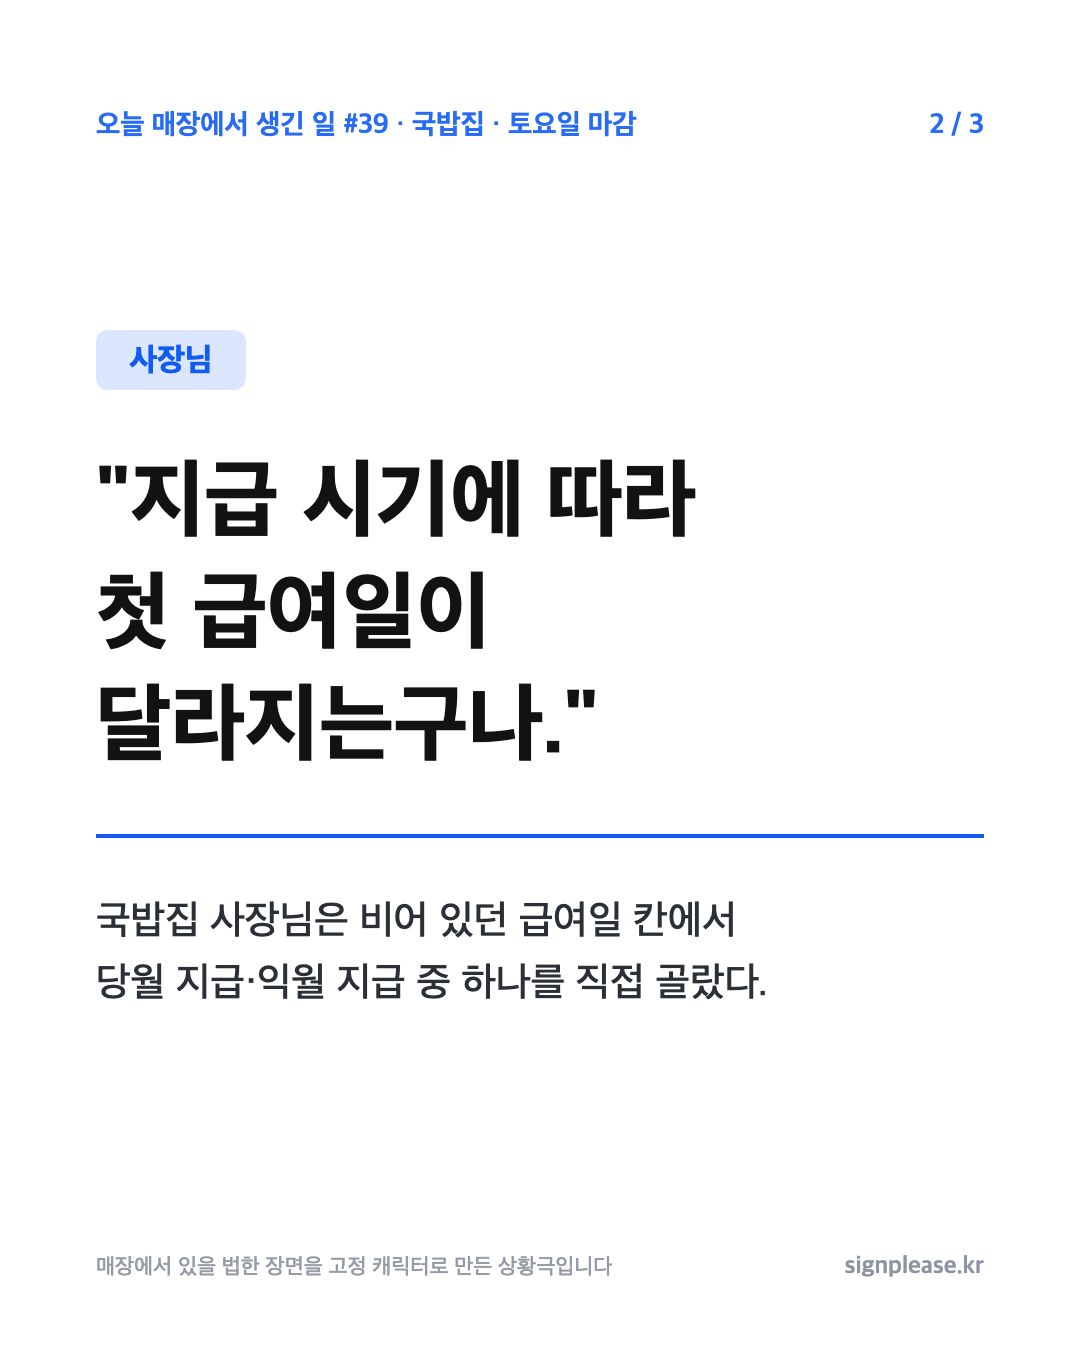 오늘 매장에서 생긴 일 #39 · 국밥집 · 토요일 마감
2 / 3
사장님
"지급 시기에 따라
첫 급여일이
달라지는구나."
국밥집 사장님은 비어 있던 급여일 칸에서
당월 지급·익월 지급 중 하나를 직접 골랐다.
매장에서 있을 법한 장면을 고정 캐릭터로 만든 상황극입니다
signplease.kr